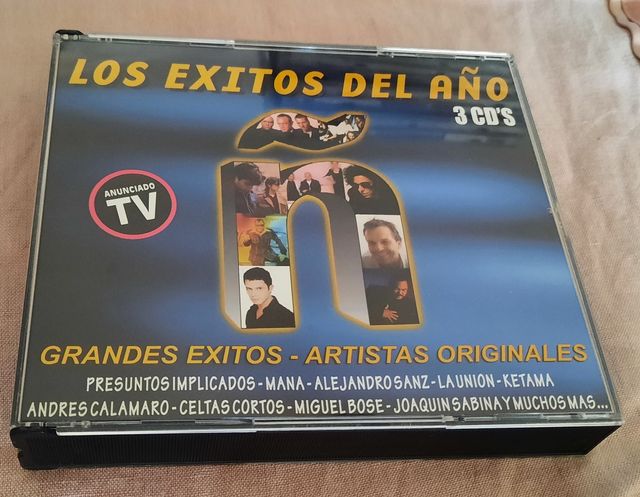 LOS EXITOS DEL AÑO
3 CD'S
ñ
ANUNCIADO
TV
GRANDES EXITOS - ARTISTAS ORIGINALES
PRESUNTOS IMPLICADOS - MANA - ALEJANDRO SANZ - LA UNION - KETAMA
ANDRES CALAMARO - CELTAS CORTOS - MIGUEL BOSE - JOAQUIN SABINA Y MUCHOS MAS...